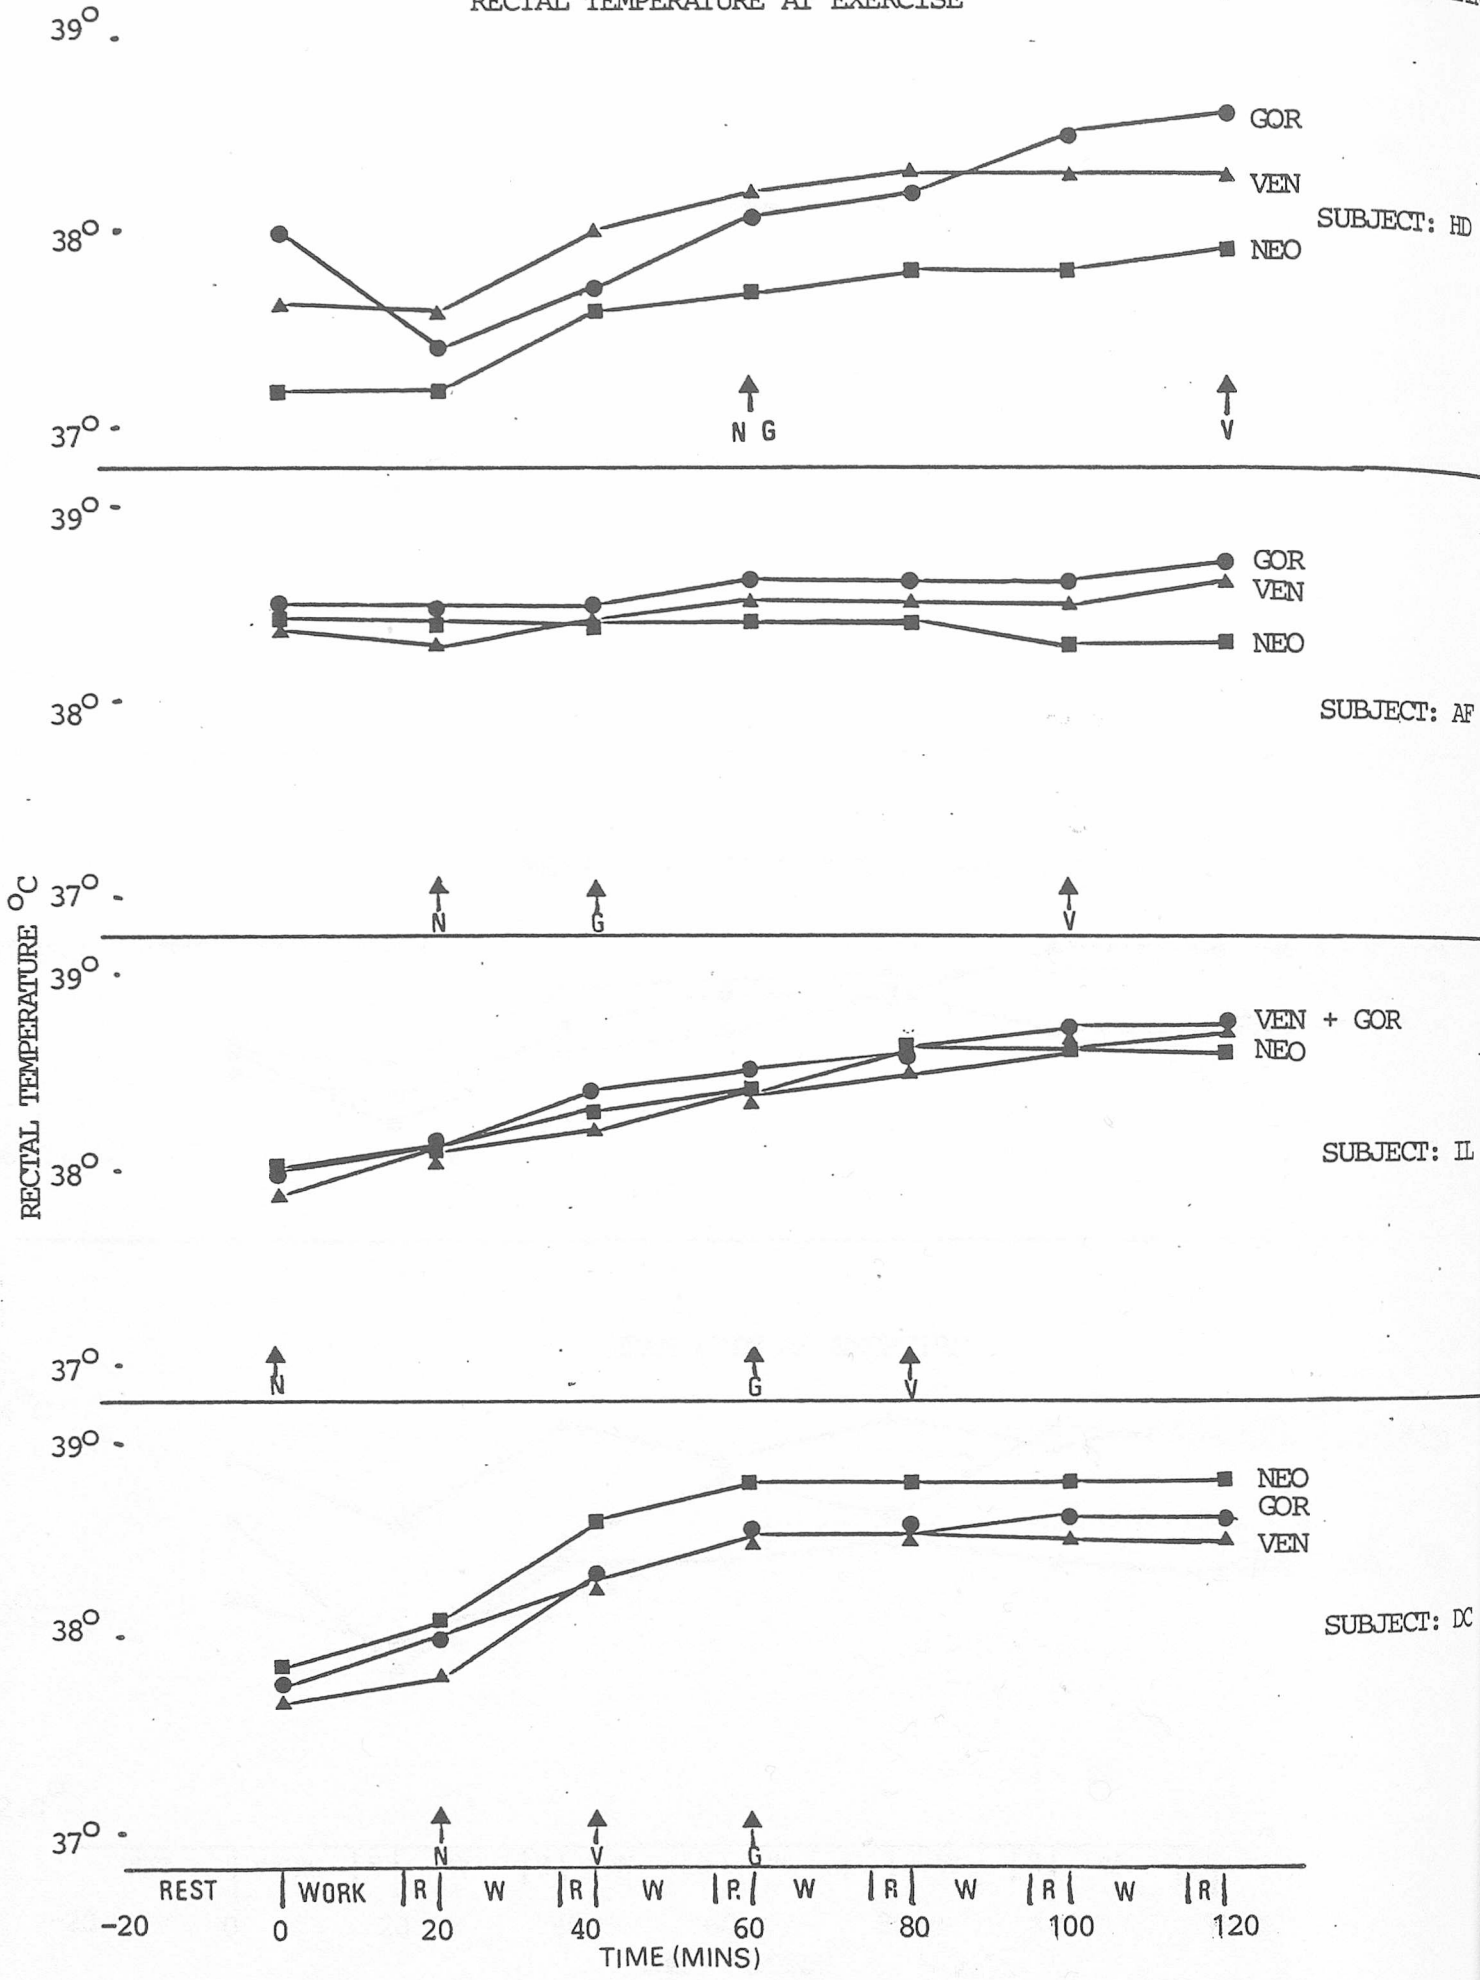 RECTAL TEMPERATURE AT EXERCISE
39°
GOR
VEN
38°
SUBJECT: HD
NEO
37°
N G
V
39°
GOR
VEN
NEO
38°
SUBJECT: AF
37°
N
G
V
39°
VEN + GOR
NEO
38°
SUBJECT: IL
37°
N
G
V
39°
NEO
GOR
VEN
38°
SUBJECT: DC
37°
N
V
G
RECTAL TEMPERATURE °C
REST WORK R W R W R W R W R W R
-20 0 20 40 60 80 100 120
TIME (MINS)